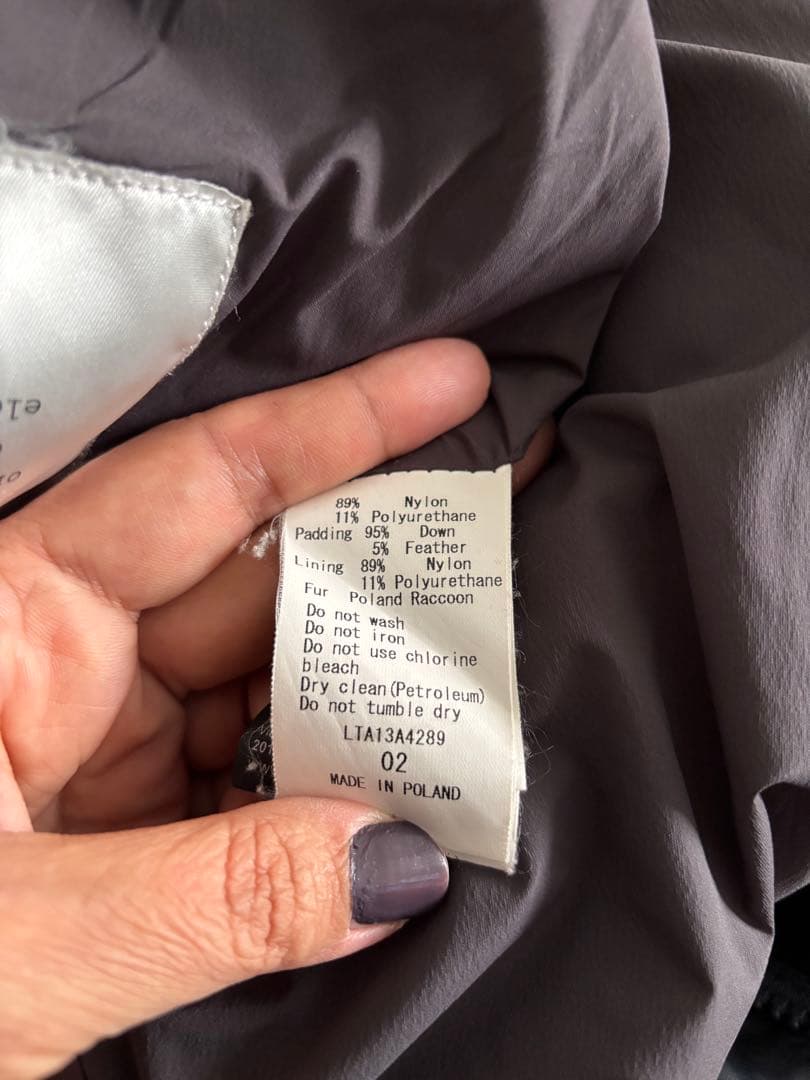 89% Nylon
11% Polyurethane
Padding 95% Down
5% Feather
Lining 89% Nylon
11% Polyurethane
Fur Poland Raccoon
Do not wash
Do not iron
Do not use chlorine
bleach
Dry clean(Petroleum)
Do not tumble dry
LTA13A4289
02
MADE IN POLAND